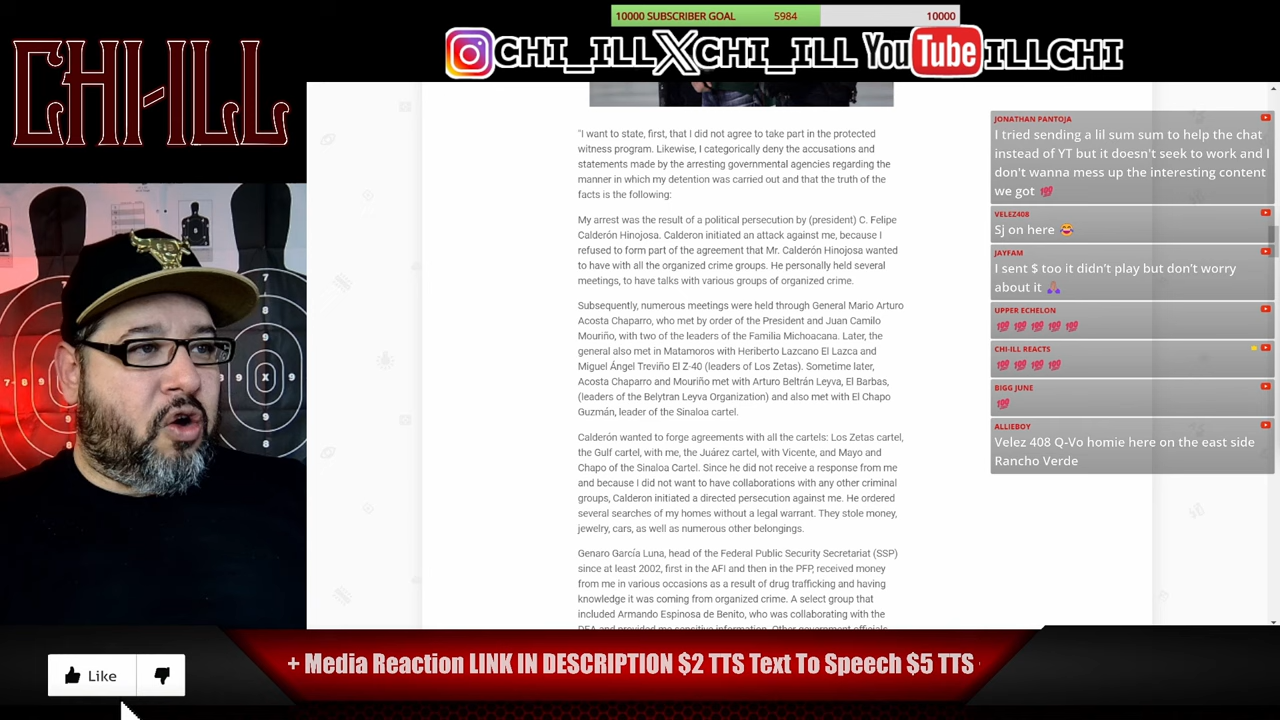 10000 SUBSCRIBER GOAL 5984 10000
CHI-ILL
CHI_ILL CHI_ILL YouTube ILLCHI
"I want to state, first, that I did not agree to take part in the protected
witness program. Likewise, I categorically deny the accusations and
statements made by the arresting governmental agencies regarding the
manner in which my detention was carried out and that the truth of the
facts is the following:
My arrest was the result of a political persecution by (president) C. Felipe
Calderón Hinojosa. Calderon initiated an attack against me, because I
refused to form part of the agreement that Mr. Calderón Hinojosa wanted
to have with all the organized crime groups. He personally held several
meetings, to have talks with various groups of organized crime.
Subsequently, numerous meetings were held through General Mario Arturo
Acosta Chaparro, who met by order of the President and Juan Camilo
Mouriño, with two of the leaders of the Familia Michoacana. Later, the
general also met in Matamoros with Heriberto Lazcano El Lazca and
Miguel Ángel Treviño El Z-40 (leaders of Los Zetas). Sometime later,
Acosta Chaparro and Mouriño met with Arturo Beltrán Leyva, El Barbas,
(leaders of the Belytran Leyva Organization) and also met with El Chapo
Guzmán, leader of the Sinaloa cartel.
Calderón wanted to forge agreements with all the cartels: Los Zetas cartel,
the Gulf cartel, with me, the Juárez cartel, with Vicente, and Mayo and
Chapo of the Sinaloa Cartel. Since he did not receive a response from me
and because I did not want to have collaborations with any other criminal
groups, Calderon initiated a directed persecution against me. He ordered
several searches of my homes without a legal warrant. They stole money,
jewelry, cars, as well as numerous other belongings.
Genaro García Luna, head of the Federal Public Security Secretariat (SSP)
since at least 2002, first in the AFI and then in the PFP, received money
from me in various occasions as a result of drug trafficking and having
knowledge it was coming from organized crime. A select group that
included Armando Espinosa de Benito, who was collaborating with the
DEA and provided me sensitive information. Other government officials
JONATHAN PANTOJA
I tried sending a lil sum sum to help the chat
instead of YT but it doesn't seek to work and I
don't wanna mess up the interesting content
we got 💯
VELEZ408
Sj on here 😂
JAYFAM
I sent $ too it didn't play but don't worry
about it 🙏🏽
UPPER ECHELON
💯 💯 💯 💯 💯
CHI-ILL REACTS
💯 💯 💯 💯
BIGG JUNE
💯
ALLIEBOY
Velez 408 Q-Vo homie here on the east side
Rancho Verde
7 8 9 X 9 8
7-8-9
Like
+ Media Reaction LINK IN DESCRIPTION $2 TTS Text To Speech $5 TTS